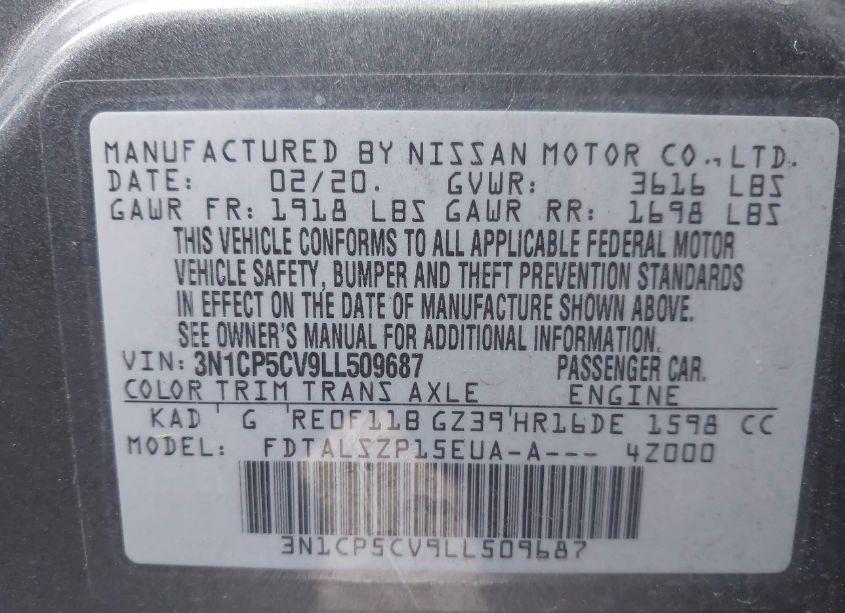 MANUFACTURED BY NISSAN MOTOR CO., LTD.
DATE: 02/20. GVWR: 3616 LBS
GAWR FR: 1918 LBS GAWR RR: 1698 LBS
THIS VEHICLE CONFORMS TO ALL APPLICABLE FEDERAL MOTOR
VEHICLE SAFETY, BUMPER AND THEFT PREVENTION STANDARDS
IN EFFECT ON THE DATE OF MANUFACTURE SHOWN ABOVE.
SEE OWNER'S MANUAL FOR ADDITIONAL INFORMATION.
VIN: 3N1CP5CV9LL509687 PASSENGER CAR.
COLOR TRIM TRANS AXLE ENGINE
KAD G RE0F11B GZ39 HR16DE 1598 CC
MODEL: FDTALSZP15EUA-A--- 4Z000
3N1CP5CV9LL509687